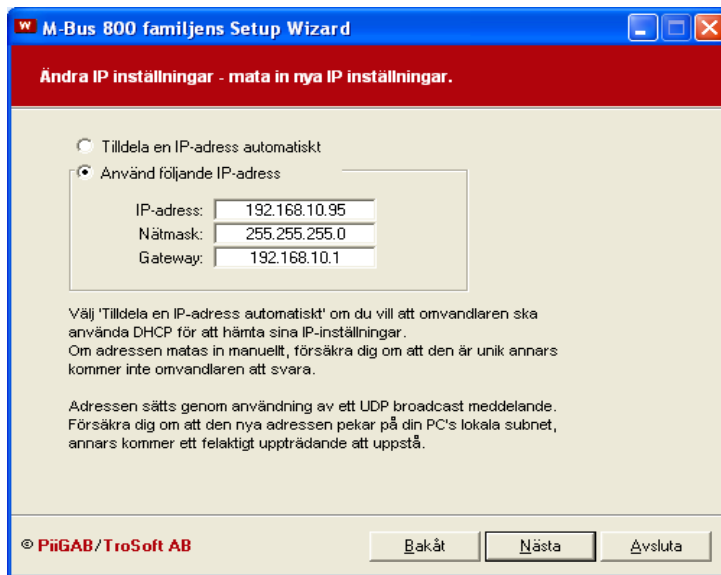 M-Bus 800 familjens Setup Wizard
Ändra IP inställningar - mata in nya IP inställningar.
Tilldela en IP-adress automatiskt
Använd följande IP-adress
IP-adress: 192.168.10.95
Nätmask: 255.255.255.0
Gateway: 192.168.10.1
Välj 'Tilldela en IP-adress automatiskt' om du vill att omvandlaren ska
använda DHCP för att hämta sina IP-inställningar.
Om adressen matas in manuellt, försäkra dig om att den är unik annars
kommer inte omvandlaren att svara.
Adressen sätts genom användning av ett UDP broadcast meddelande.
Försäkra dig om att den nya adressen pekar på din PC's lokala subnet,
annars kommer ett felaktigt uppträdande att uppstå.
© PiiGAB/TroSoft AB Bakåt Nästa Avsluta